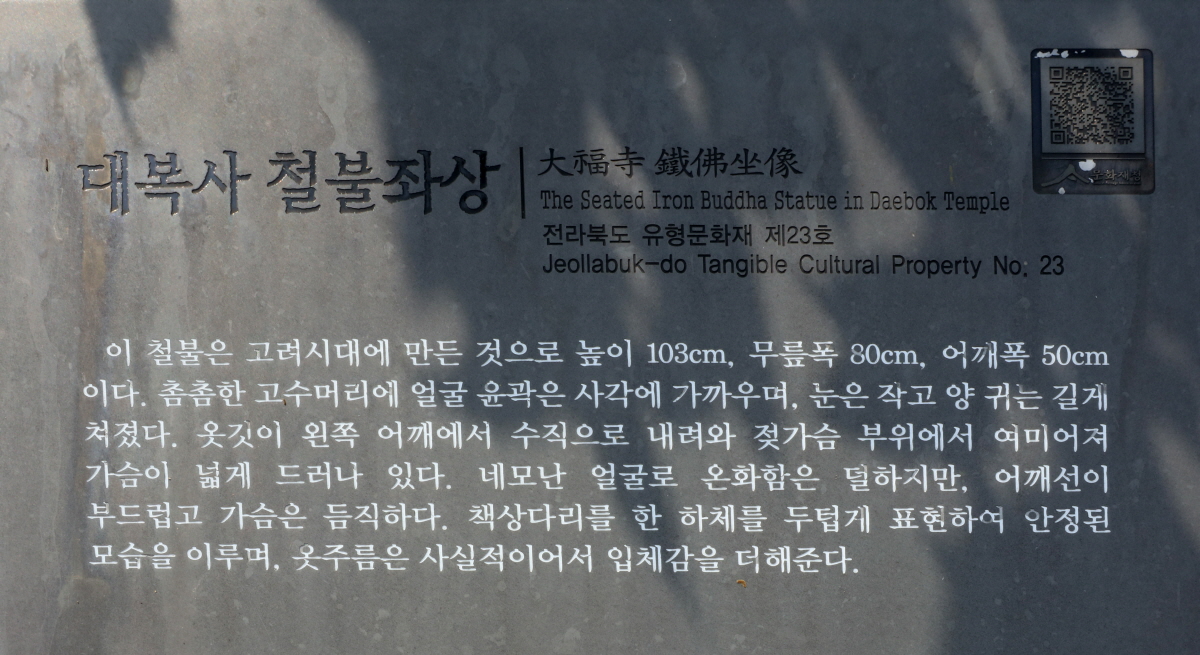 대복사 철불좌상
大福寺 鐵佛坐像
The Seated Iron Buddha Statue in Daebok Temple
전라북도 유형문화재 제23호
Jeollabuk-do Tangible Cultural Property No. 23
문화재청
이 철불은 고려시대에 만든 것으로 높이 103cm, 무릎폭 80cm, 어깨폭 50cm
이다. 촘촘한 고수머리에 얼굴 윤곽은 사각에 가까우며, 눈은 작고 양 귀는 길게
쳐졌다. 옷깃이 왼쪽 어깨에서 수직으로 내려와 젖가슴 부위에서 여미어져
가슴이 넓게 드러나 있다. 네모난 얼굴로 온화함은 덜하지만, 어깨선이
부드럽고 가슴은 듬직하다. 책상다리를 한 하체를 두텁게 표현하여 안정된
모습을 이루며, 옷주름은 사실적이어서 입체감을 더해준다.